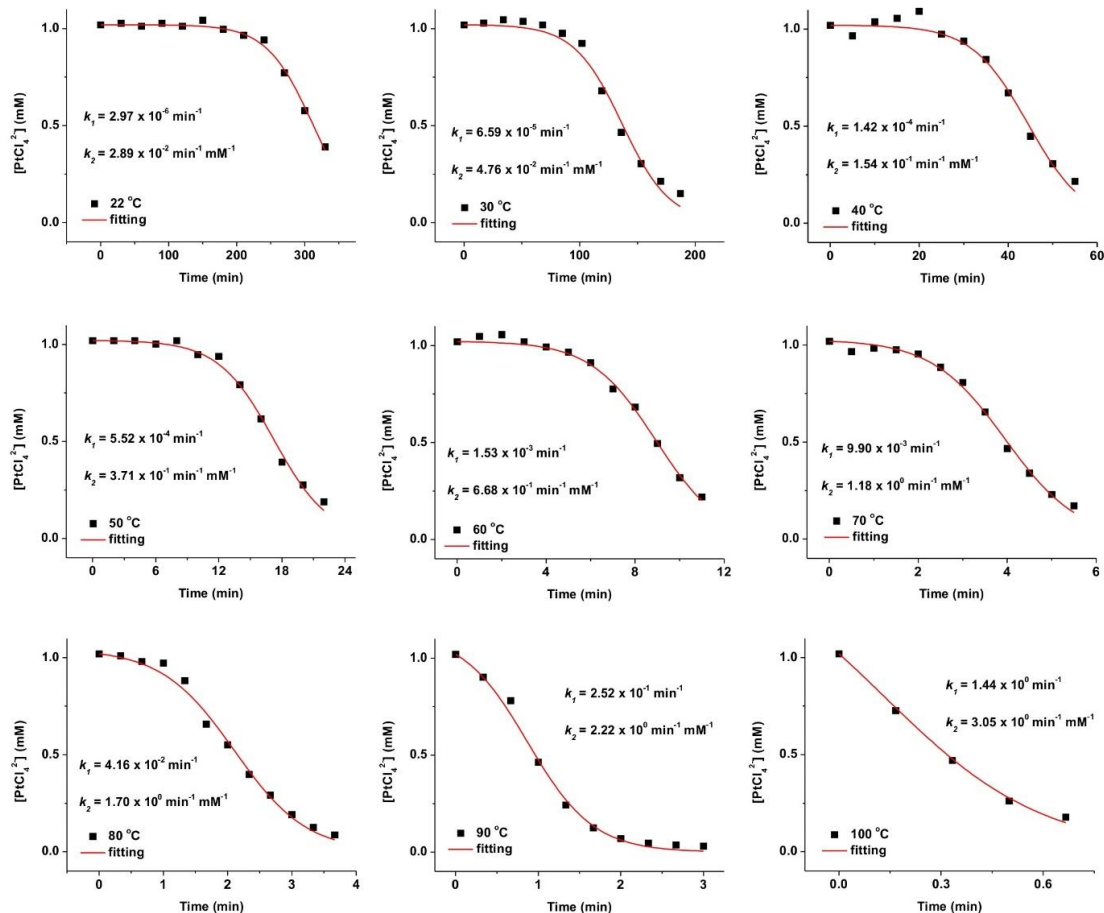 [PtCl₄²] (mM)
1.0
0.5
0.0
k₁ = 2.97 x 10⁻⁶ min⁻¹
k₂ = 2.89 x 10⁻² min⁻¹ mM⁻¹
22 °C
fitting
0 100 200 300
Time (min)
[PtCl₄²] (mM)
1.0
0.5
0.0
k₁ = 6.59 x 10⁻⁵ min⁻¹
k₂ = 4.76 x 10⁻² min⁻¹ mM⁻¹
30 °C
fitting
0 100 200
Time (min)
[PtCl₄²] (mM)
1.0
0.5
0.0
k₁ = 1.42 x 10⁻⁴ min⁻¹
k₂ = 1.54 x 10⁻¹ min⁻¹ mM⁻¹
40 °C
fitting
0 20 40 60
Time (min)
[PtCl₄²] (mM)
1.0
0.5
0.0
k₁ = 5.52 x 10⁻⁴ min⁻¹
k₂ = 3.71 x 10⁻¹ min⁻¹ mM⁻¹
50 °C
fitting
0 6 12 18 24
Time (min)
[PtCl₄²] (mM)
1.0
0.5
0.0
k₁ = 1.53 x 10⁻³ min⁻¹
k₂ = 6.68 x 10⁻¹ min⁻¹ mM⁻¹
60 °C
fitting
0 4 8 12
Time (min)
[PtCl₄²] (mM)
1.0
0.5
0.0
k₁ = 9.90 x 10⁻³ min⁻¹
k₂ = 1.18 x 10⁰ min⁻¹ mM⁻¹
70 °C
fitting
0 2 4 6
Time (min)
[PtCl₄²] (mM)
1.0
0.5
0.0
k₁ = 4.16 x 10⁻² min⁻¹
k₂ = 1.70 x 10⁰ min⁻¹ mM⁻¹
80 °C
fitting
0 1 2 3 4
Time (min)
[PtCl₄²] (mM)
1.0
0.5
0.0
k₁ = 2.52 x 10⁻¹ min⁻¹
k₂ = 2.22 x 10⁰ min⁻¹ mM⁻¹
90 °C
fitting
0 1 2 3
Time (min)
[PtCl₄²] (mM)
1.0
0.5
0.0
k₁ = 1.44 x 10⁰ min⁻¹
k₂ = 3.05 x 10⁰ min⁻¹ mM⁻¹
100 °C
fitting
0.0 0.3 0.6
Time (min)